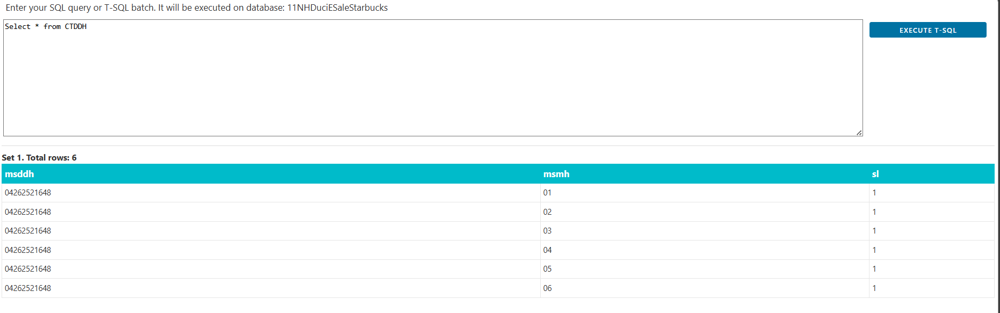 Enter your SQL query or T-SQL batch. It will be executed on database: 11NHDuciESaleStarbucks
Select * from CTDDH
EXECUTE T-SQL
Set 1. Total rows: 6
msddh msmh sl
04262521648 01 1
04262521648 02 1
04262521648 03 1
04262521648 04 1
04262521648 05 1
04262521648 06 1